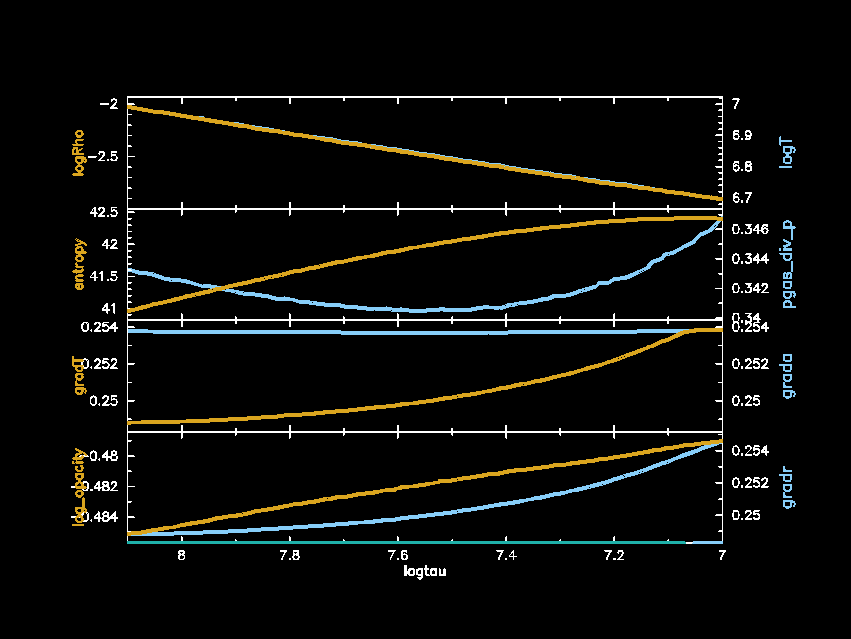 −2 7
logRho −2.5 6.9 logT
6.8
6.7
42.5
entropy 42 0.346 pgas_div_p
0.344
41.5 0.342
41 0.34
0.254 0.254
gradT 0.252 0.252 grada
0.25 0.25
log_opacity 0.48 0.254 gradr
0.482 0.252
0.484 0.25
8 7.8 7.6 7.4 7.2 7
logtau